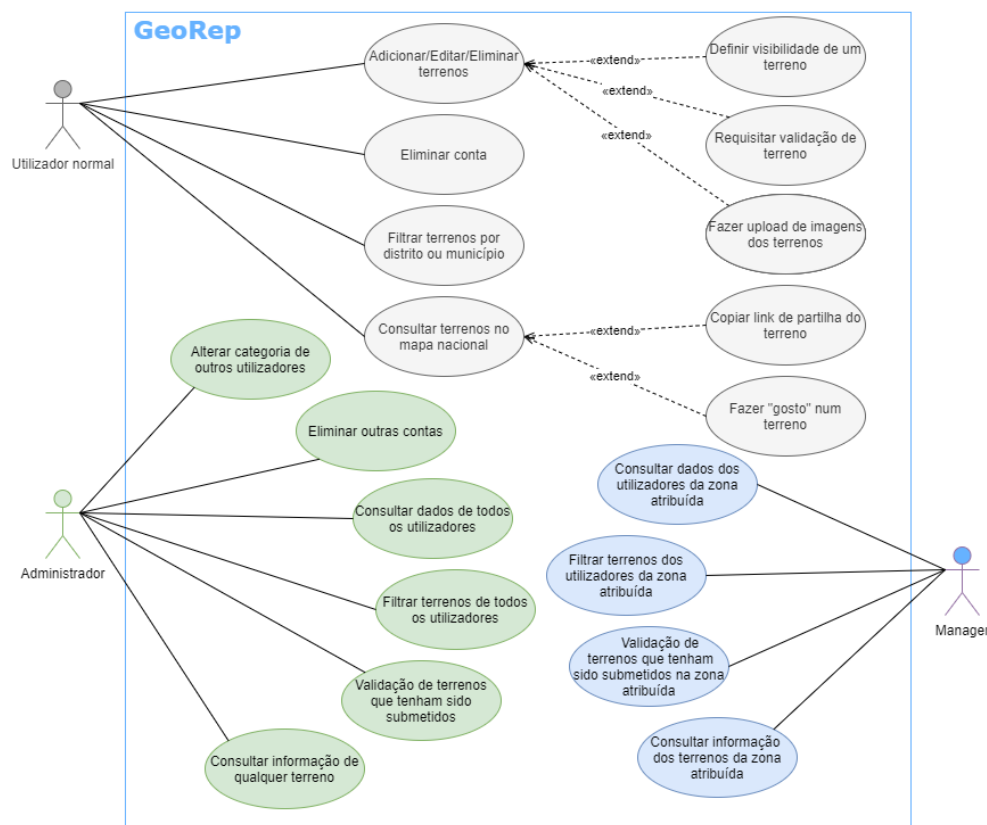 GeoRep
Adicionar/Editar/Eliminar
terrenos
«extend»
Definir visibilidade de um
terreno
«extend»
Requisitar validação de
terreno
«extend»
Fazer upload de imagens
dos terrenos
Utilizador normal
Eliminar conta
Filtrar terrenos por
distrito ou município
Consultar terrenos no
mapa nacional
«extend»
Copiar link de partilha do
terreno
«extend»
Fazer "gosto" num
terreno
Alterar categoria de
outros utilizadores
Eliminar outras contas
Consultar dados de todos
os utilizadores
Administrador
Filtrar terrenos de todos
os utilizadores
Validação de terrenos
que tenham sido
submetidos
Consultar informação de
qualquer terreno
Consultar dados dos
utilizadores da zona
atribuída
Filtrar terrenos dos
utilizadores da zona
atribuída
Manager
Validação de
terrenos que tenham
sido submetidos na zona
atribuída
Consultar informação
dos terrenos da zona
atribuída